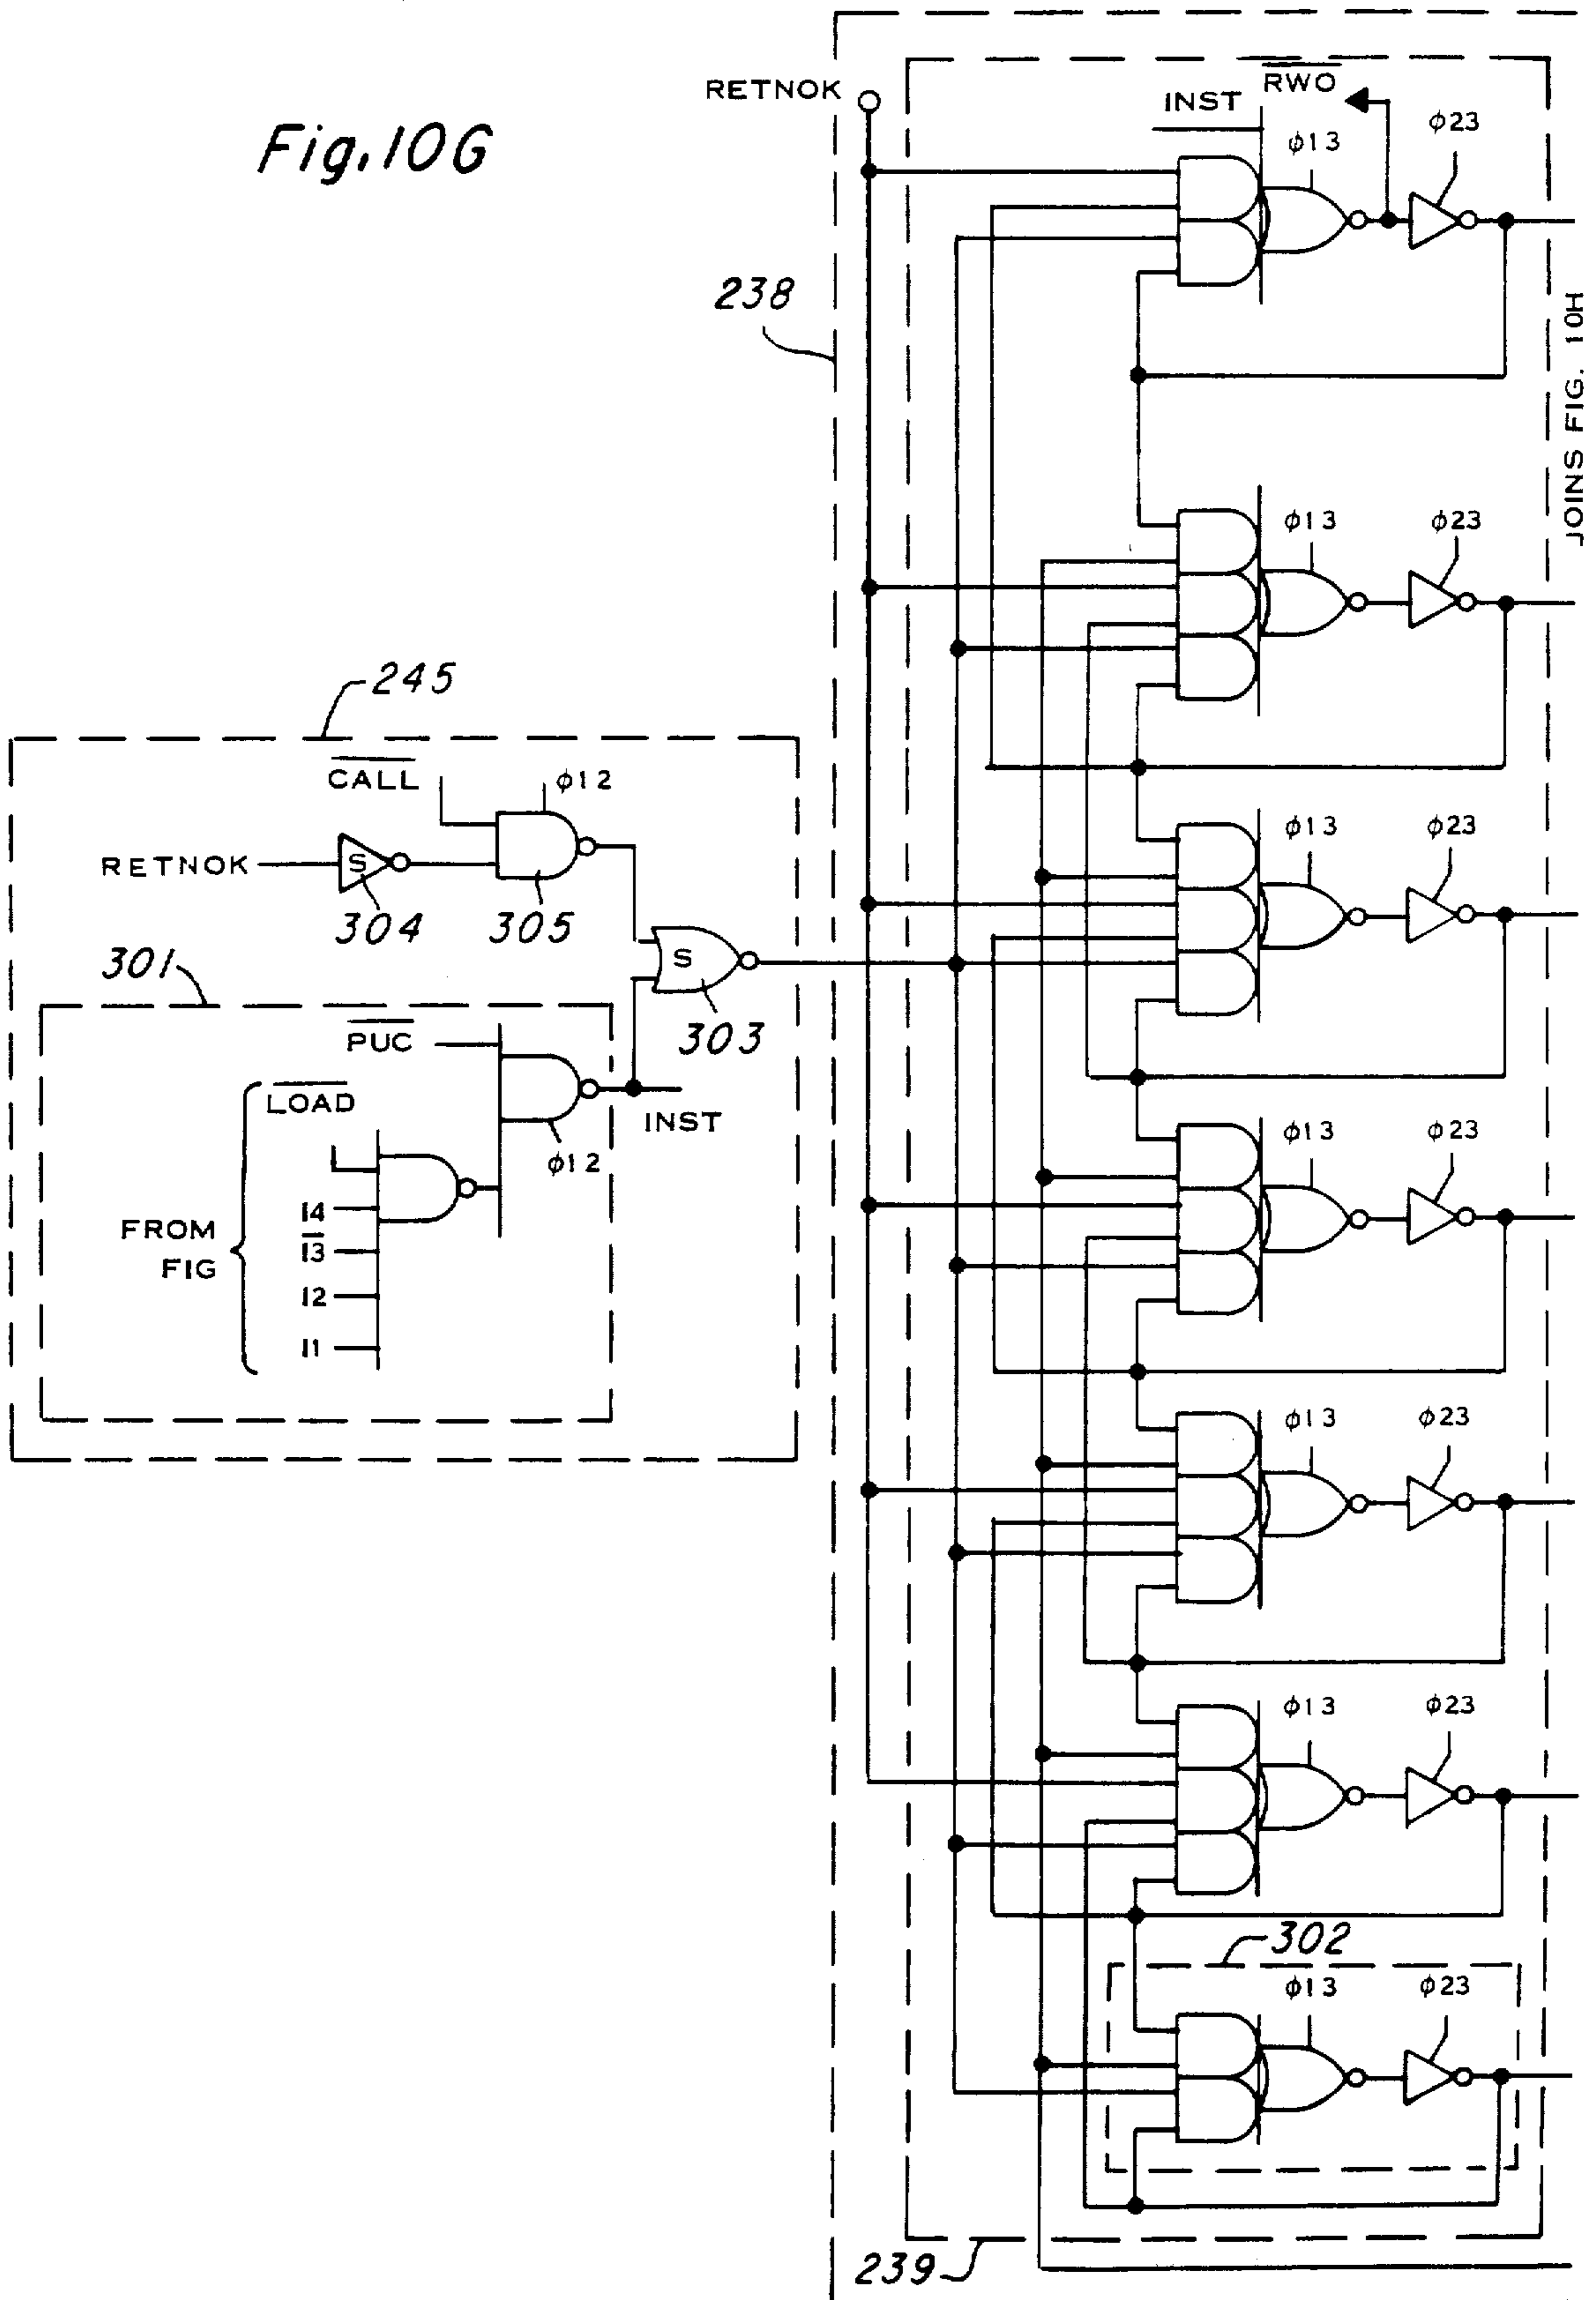 Fig. 10G
RETNOK
INST
RWO
φ13
φ23
238
JOINS FIG. 10H
φ13
φ23
245
CALL
φ12
RETNOK
S
304
305
φ13
φ23
301
S
303
PUC
LOAD
INST
φ12
I4
I3
I2
I1
FROM
FIG
φ13
φ23
φ13
φ23
φ13
φ23
302
φ13
φ23
239